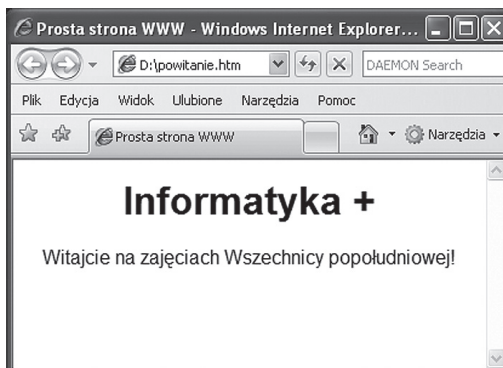 Prosta strona WWW - Windows Internet Explorer...
D:\powitanie.htm DAEMON Search
Plik Edycja Widok Ulubione Narzędzia Pomoc
Prosta strona WWW Narzędzia
Informatyka +
Witajcie na zajęciach Wszechnicy popołudniowej!